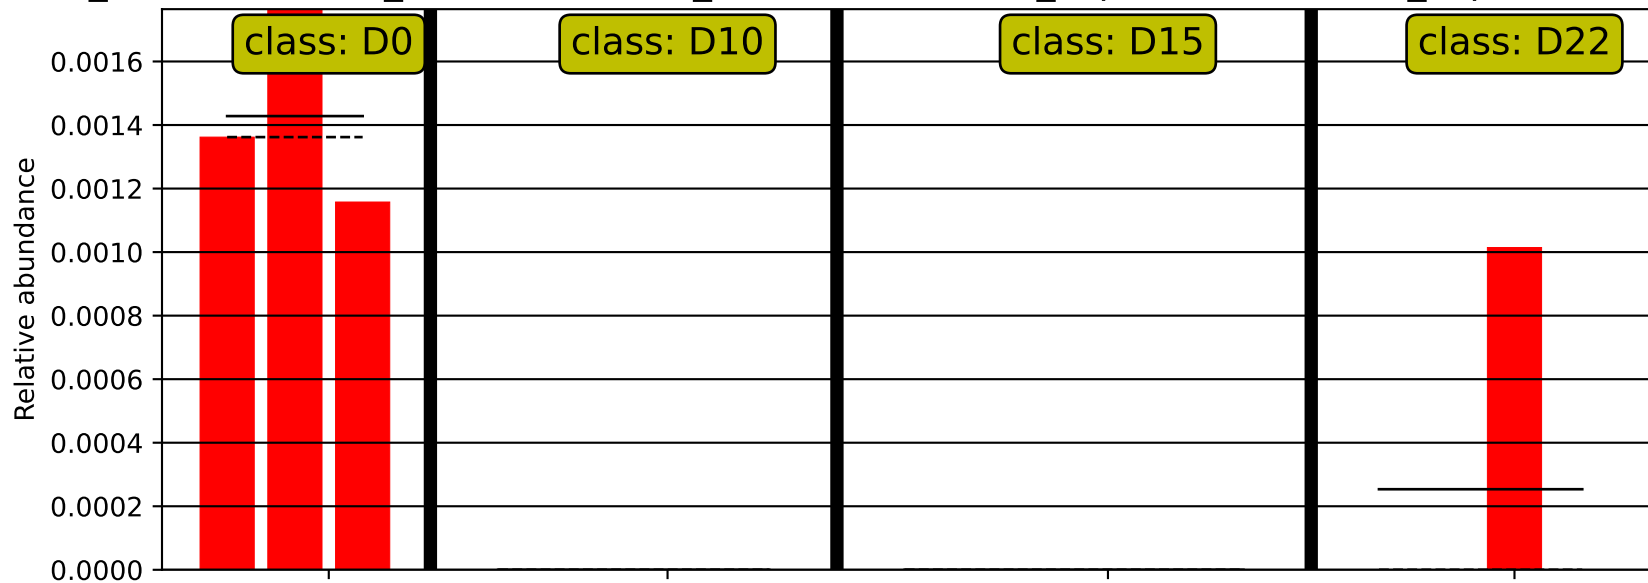 class: D0
class: D10
class: D15
class: D22
Relative abundance
0.0016
0.0014
0.0012
0.0010
0.0008
0.0006
0.0004
0.0002
0.0000